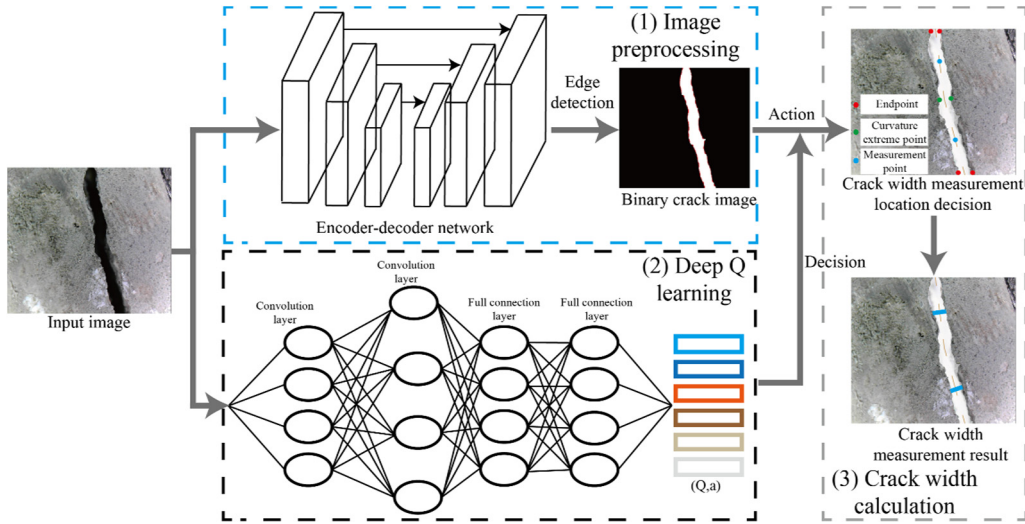 Input image
(1) Image
preprocessing
Encoder-decoder network
Edge
detection
Binary crack image
(2) Deep Q
learning
Convolution
layer
Convolution
layer
Full connection
layer
Full connection
layer
(Q,a)
Action
Decision
Endpoint
Curvature
extreme point
Measurement
point
Crack width measurement
location decision
Crack width
measurement result
(3) Crack width
calculation